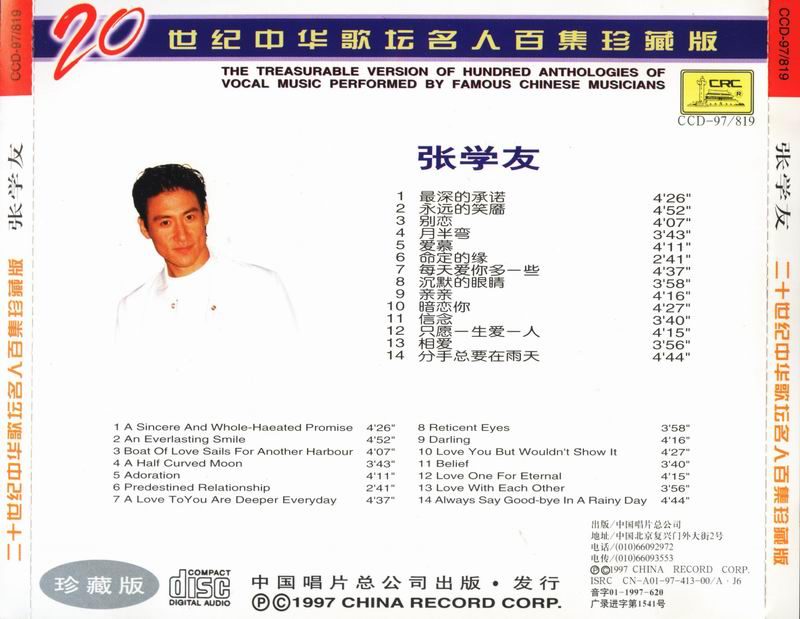 CCD-97/819
20世纪中华歌坛名人百集珍藏版
CCD-97/819
THE TREASURABLE VERSION OF HUNDRED ANTHOLOGIES OF
VOCAL MUSIC PERFORMED BY FAMOUS CHINESE MUSICIANS
CRC
®
CCD-97/819
张学友
二十世纪中华歌坛名人百集珍藏版
张学友
1 最深的承诺 4'26"
2 永远的笑靥 4'52"
3 别恋 4'07"
4 月半弯 3'43"
5 爱慕 4'11"
6 命定的缘 2'41"
7 每天爱你多一些 4'37"
8 沉默的眼睛 3'58"
9 亲亲 4'16"
10 暗恋你 4'27"
11 信念 3'40"
12 只愿一生爱一人 4'15"
13 相爱 3'56"
14 分手总要在雨天 4'44"
1 A Sincere And Whole-Haeated Promise 4'26"
2 An Everlasting Smile 4'52"
3 Boat Of Love Sails For Another Harbour 4'07"
4 A Half Curved Moon 3'43"
5 Adoration 4'11"
6 Predestined Relationship 2'41"
7 A Love ToYou Are Deeper Everyday 4'37"
8 Reticent Eyes 3'58"
9 Darling 4'16"
10 Love You But Wouldn't Show It 4'27"
11 Belief 3'40"
12 Love One For Eternal 4'15"
13 Love With Each Other 3'56"
14 Always Say Good-bye In A Rainy Day 4'44"
出版/中国唱片总公司
地址/中国北京复兴门外大街2号
电话/(010)66092972
电传/(010)66093553
ⓅⒸ1997 CHINA RECORD CORP.
ISRC CN-A01-97-413-00/A·J6
音字01-1997-620
广录进字第1541号
珍藏版
COMPACT
disc
DIGITAL AUDIO
中国唱片总公司出版·发行
ⓅⒸ1997 CHINA RECORD CORP.
张学友
二十世纪中华歌坛名人百集珍藏版